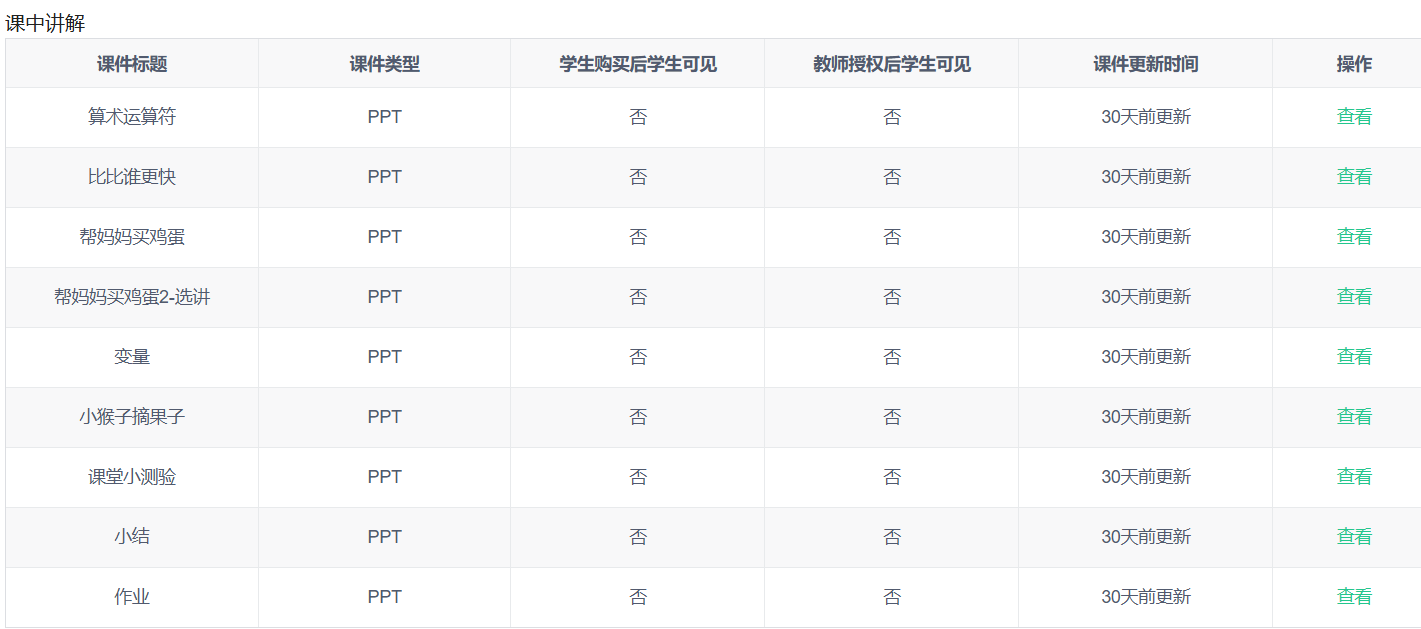 课中讲解
课件标题 课件类型 学生购买后学生可见 教师授权后学生可见 课件更新时间 操作
算术运算符 PPT 否 否 30天前更新 查看
比比谁更快 PPT 否 否 30天前更新 查看
帮妈妈买鸡蛋 PPT 否 否 30天前更新 查看
帮妈妈买鸡蛋2-选讲 PPT 否 否 30天前更新 查看
变量 PPT 否 否 30天前更新 查看
小猴子摘果子 PPT 否 否 30天前更新 查看
课堂小测验 PPT 否 否 30天前更新 查看
小结 PPT 否 否 30天前更新 查看
作业 PPT 否 否 30天前更新 查看